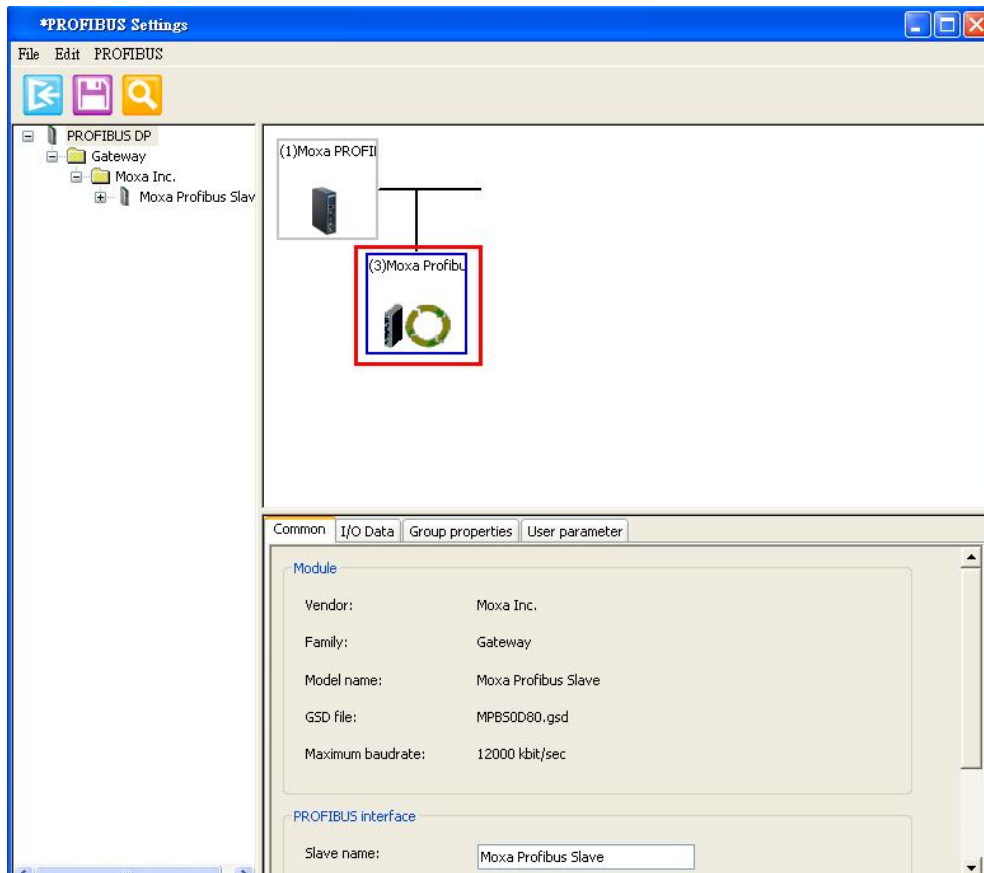 *PROFIBUS Settings
File Edit PROFIBUS
PROFIBUS DP
Gateway
Moxa Inc.
Moxa Profibus Slav
(1)Moxa PROFI
(3)Moxa Profibu
Common I/O Data Group properties User parameter
Module
Vendor: Moxa Inc.
Family: Gateway
Model name: Moxa Profibus Slave
GSD file: MPB50D80.gsd
Maximum baudrate: 12000 kbit/sec
PROFIBUS interface
Slave name: Moxa Profibus Slave